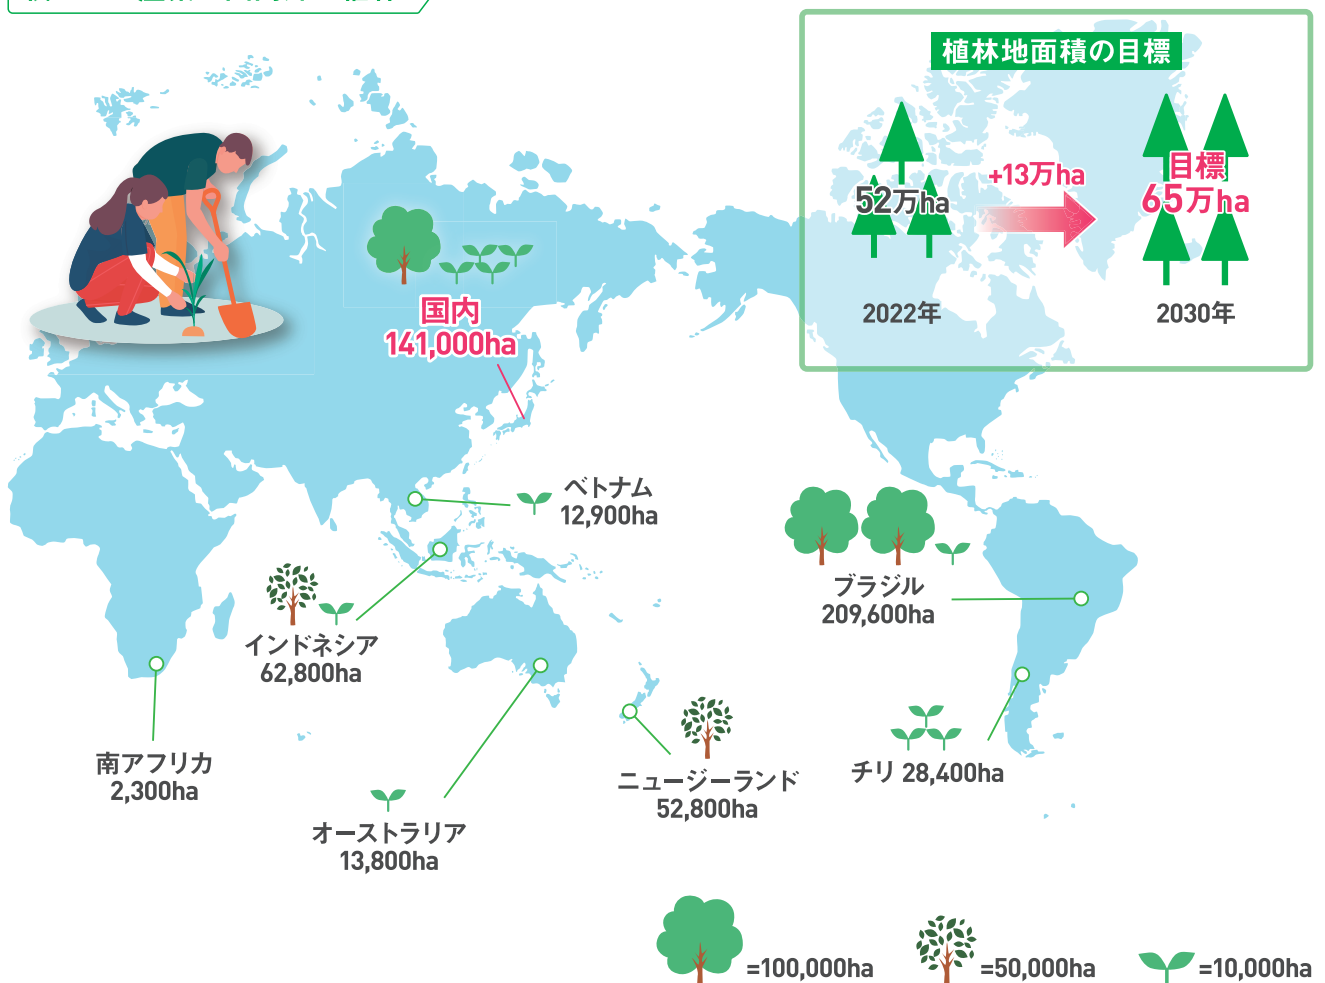 植林地面積の目標
52万ha
+13万ha
目標
65万ha
2022年
2030年
国内
141,000ha
ベトナム
12,900ha
インドネシア
62,800ha
ブラジル
209,600ha
南アフリカ
2,300ha
オーストラリア
13,800ha
ニュージーランド
52,800ha
チリ 28,400ha
=100,000ha
=50,000ha
=10,000ha